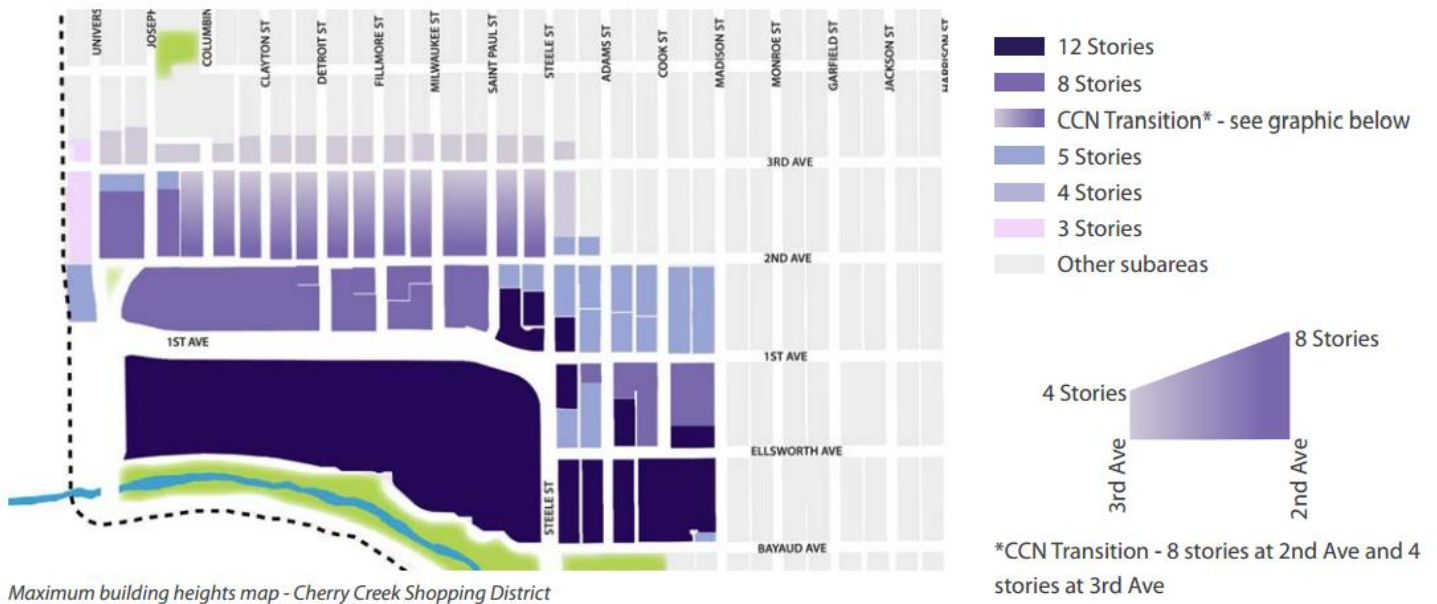 UNIVERS
JOSEPH
COLUMBIN
CLAYTON ST
DETROIT ST
FILLMORE ST
MILWAUKEE ST
SAINT PAUL ST
STEELE ST
ADAMS ST
COOK ST
MADISON ST
MONROE ST
GARFIELD ST
JACKSON ST
HARRISON ST
3RD AVE
2ND AVE
1ST AVE
1ST AVE
ELLSWORTH AVE
STEELE ST
BAYAUD AVE
Maximum building heights map - Cherry Creek Shopping District
12 Stories
8 Stories
CCN Transition* - see graphic below
5 Stories
4 Stories
3 Stories
Other subareas
8 Stories
4 Stories
3rd Ave
2nd Ave
*CCN Transition - 8 stories at 2nd Ave and 4
stories at 3rd Ave